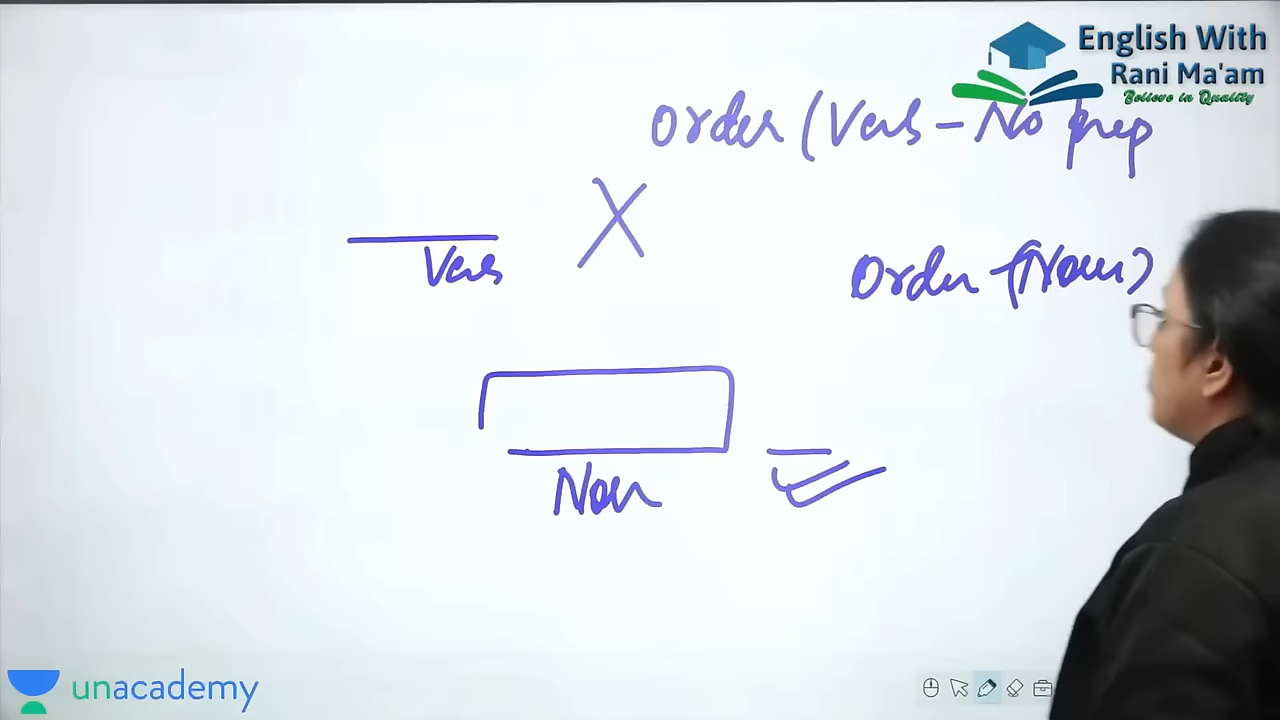 English With
Rani Ma'am
Believe in Quality
Order (Verb - No prep
Verb
Order (Noun)
Noun
unacademy